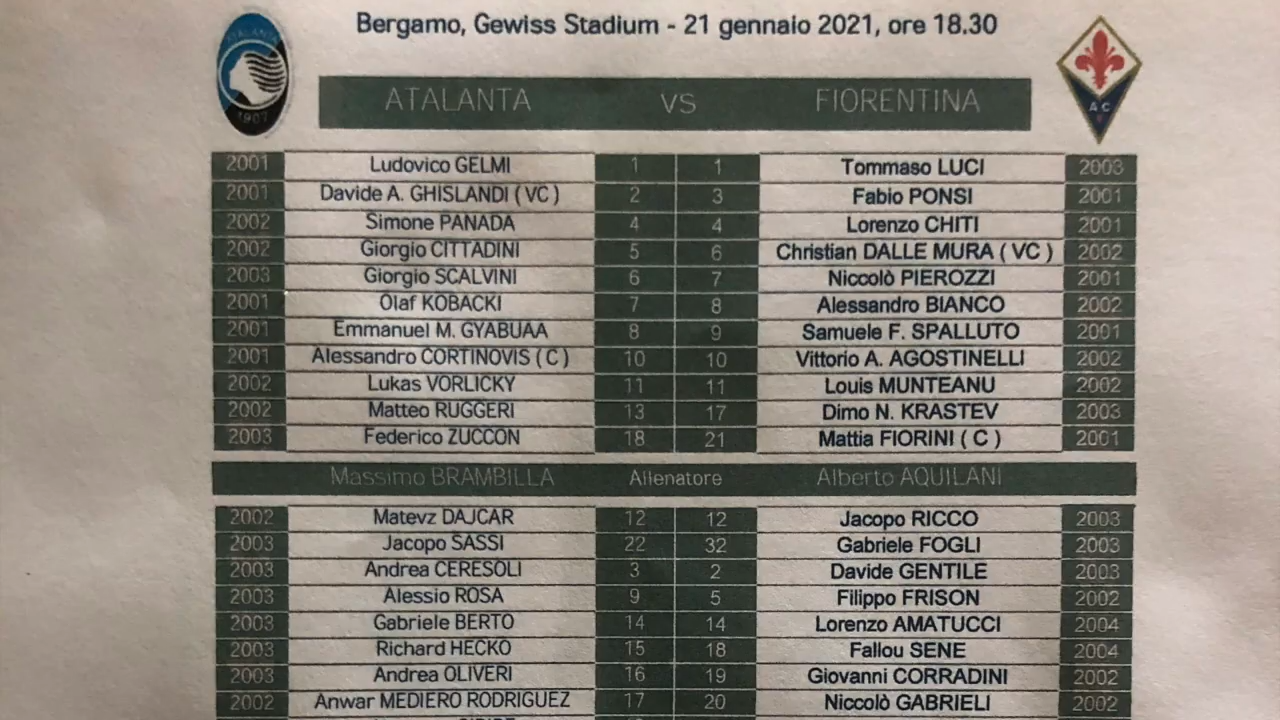 Bergamo, Gewiss Stadium - 21 gennaio 2021, ore 18.30
ATALANTA 1907 ATALANTA VS FIORENTINA AC
2001 Ludovico GELMI 1 1 Tommaso LUCI 2003
2001 Davide A. GHISLANDI ( VC ) 2 3 Fabio PONSI 2001
2002 Simone PANADA 4 4 Lorenzo CHITI 2001
2002 Giorgio CITTADINI 5 6 Christian DALLE MURA ( VC ) 2002
2003 Giorgio SCALVINI 6 7 Niccolò PIEROZZI 2001
2001 Olaf KOBACKI 7 8 Alessandro BIANCO 2002
2001 Emmanuel M. GYABUAA 8 9 Samuele F. SPALLUTO 2001
2001 Alessandro CORTINOVIS ( C ) 10 10 Vittorio A. AGOSTINELLI 2002
2002 Lukas VORLICKY 11 11 Louis MUNTEANU 2002
2002 Matteo RUGGERI 13 17 Dimo N. KRASTEV 2003
2003 Federico ZUCCON 18 21 Mattia FIORINI ( C ) 2001
Massimo BRAMBILLA Allenatore Alberto AQUILANI
2002 Matevz DAJCAR 12 12 Jacopo RICCO 2003
2003 Jacopo SASSI 22 32 Gabriele FOGLI 2003
2003 Andrea CERESOLI 3 2 Davide GENTILE 2003
2003 Alessio ROSA 9 5 Filippo FRISON 2002
2003 Gabriele BERTO 14 14 Lorenzo AMATUCCI 2004
2003 Richard HECKO 15 18 Fallou SENE 2004
2003 Andrea OLIVERI 16 19 Giovanni CORRADINI 2002
2002 Anwar MEDIERO RODRIGUEZ 17 20 Niccolò GABRIELI 2002